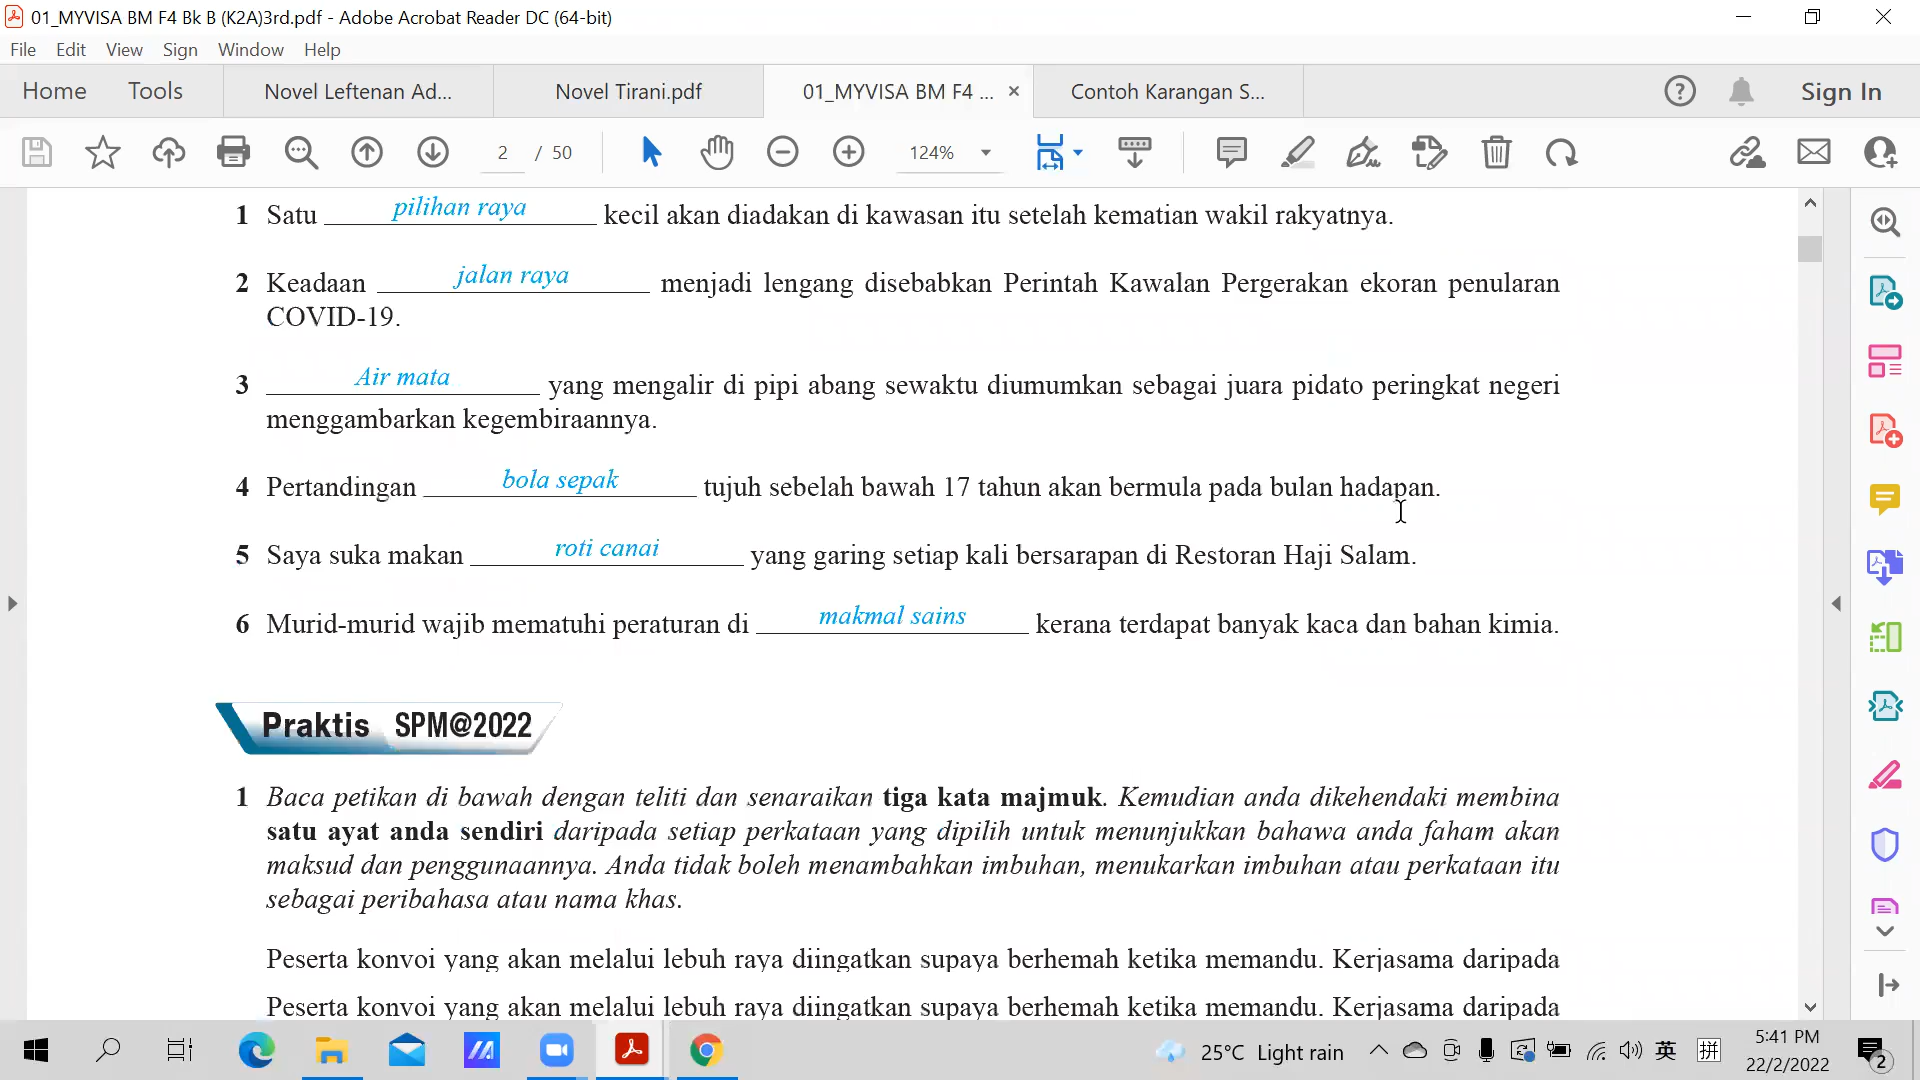 01_MYVISA BM F4 Bk B (K2A)3rd.pdf - Adobe Acrobat Reader DC (64-bit)
File Edit View Sign Window Help
Home Tools Novel Leftenan Ad... Novel Tirani.pdf 01_MYVISA BM F4 ... × Contoh Karangan S... Sign In
2 / 50 124%
1 Satu pilihan raya kecil akan diadakan di kawasan itu setelah kematian wakil rakyatnya.
2 Keadaan jalan raya menjadi lengang disebabkan Perintah Kawalan Pergerakan ekoran penularan
COVID-19.
3 Air mata yang mengalir di pipi abang sewaktu diumumkan sebagai juara pidato peringkat negeri
menggambarkan kegembiraannya.
4 Pertandingan bola sepak tujuh sebelah bawah 17 tahun akan bermula pada bulan hadapan.
5 Saya suka makan roti canai yang garing setiap kali bersarapan di Restoran Haji Salam.
6 Murid-murid wajib mematuhi peraturan di makmal sains kerana terdapat banyak kaca dan bahan kimia.
Praktis SPM@2022
1 Baca petikan di bawah dengan teliti dan senaraikan tiga kata majmuk. Kemudian anda dikehendaki membina
satu ayat anda sendiri daripada setiap perkataan yang dipilih untuk menunjukkan bahawa anda faham akan
maksud dan penggunaannya. Anda tidak boleh menambahkan imbuhan, menukarkan imbuhan atau perkataan itu
sebagai peribahasa atau nama khas.
Peserta konvoi yang akan melalui lebuh raya diingatkan supaya berhemah ketika memandu. Kerjasama daripada
Peserta konvoi yang akan melalui lebuh raya diingatkan supaya berhemah ketika memandu. Kerjasama daripada
25°C Light rain 英 拼 5:41 PM
22/2/2022 2